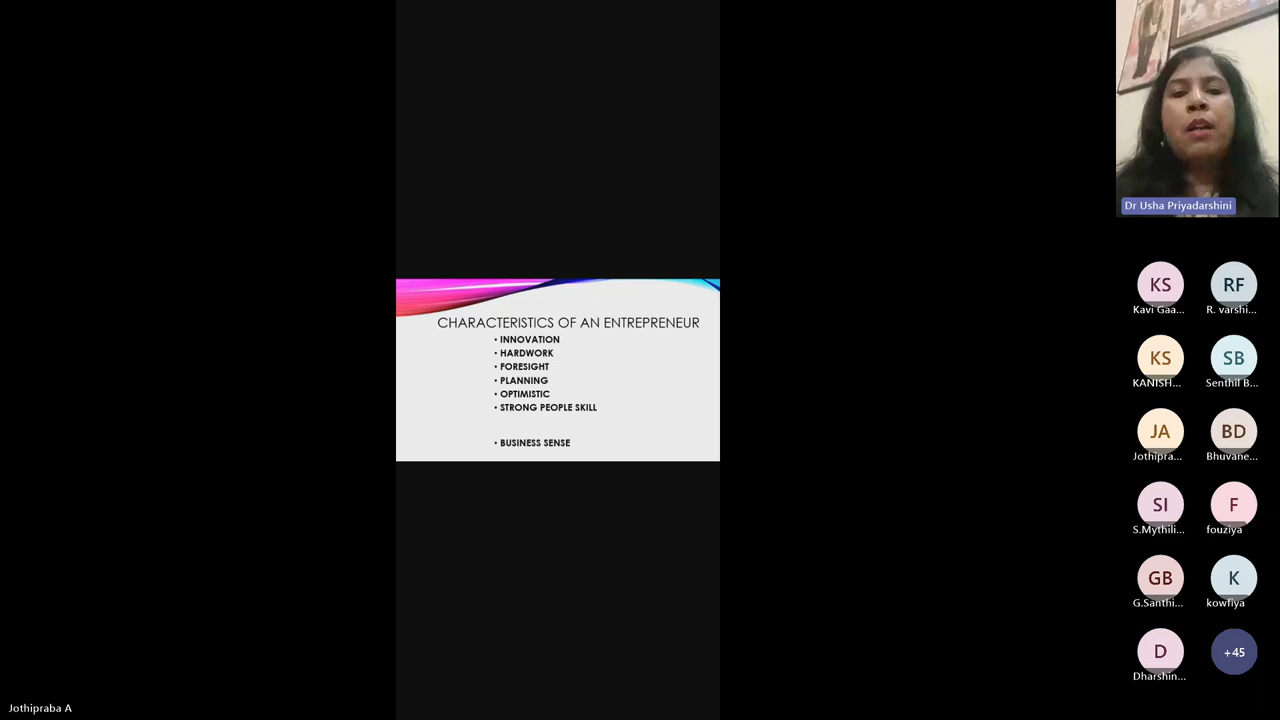 CHARACTERISTICS OF AN ENTREPRENEUR
• INNOVATION
• HARDWORK
• FORESIGHT
• PLANNING
• OPTIMISTIC
• STRONG PEOPLE SKILL
• BUSINESS SENSE
Dr Usha Priyadarshini
KS
RF
Kavi Gaa...
R. varshi...
KS
SB
KANISH...
Senthil B...
JA
BD
Jothipra...
Bhuvane...
SI
F
S.Mythili...
fouziya
GB
K
G.Santhi...
kowfiya
D
+45
Dharshin...
Jothipraba A